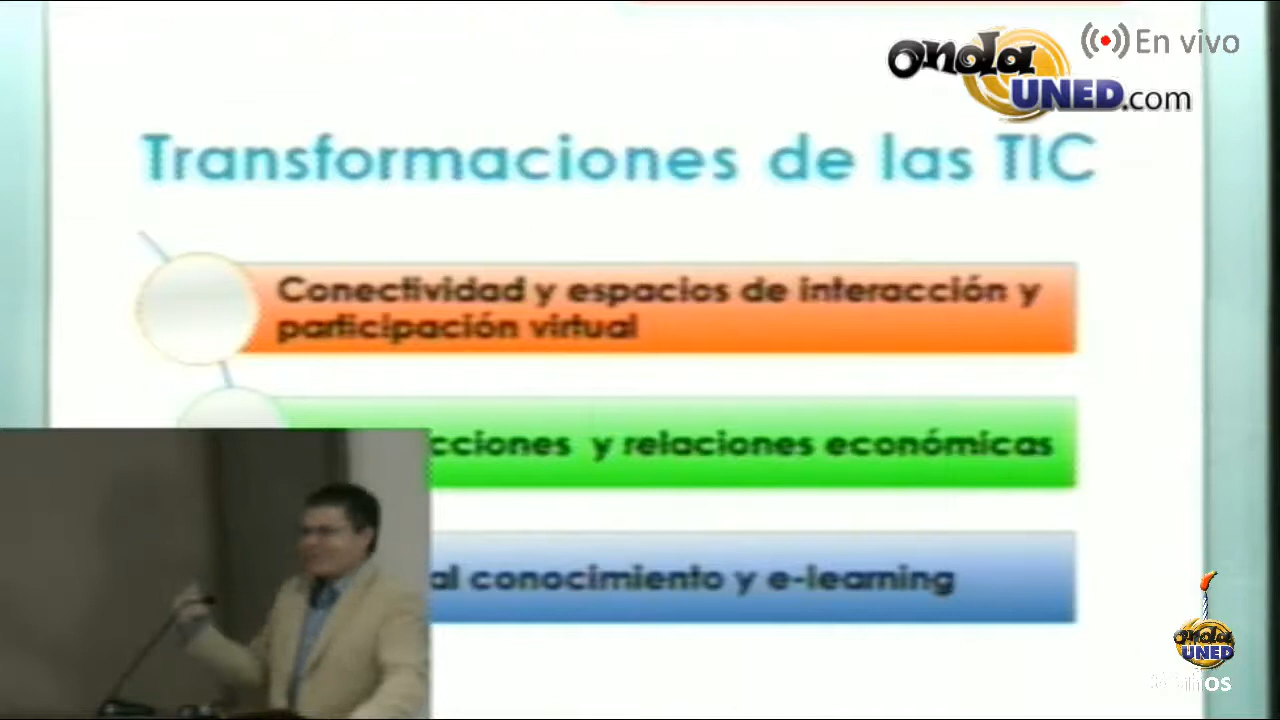 onda
UNED.com
En vivo
Transformaciones de las TIC
Conectividad y espacios de interacción y
participación virtual
y relaciones económicas
al conocimiento y e-learning
onda
UNED